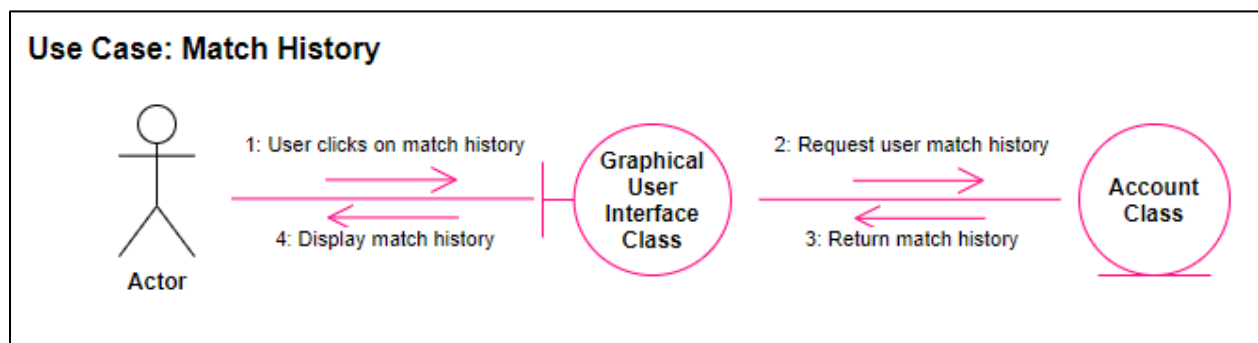 Use Case: Match History
1: User clicks on match history
4: Display match history
Actor
Graphical
User
Interface
Class
2: Request user match history
3: Return match history
Account
Class